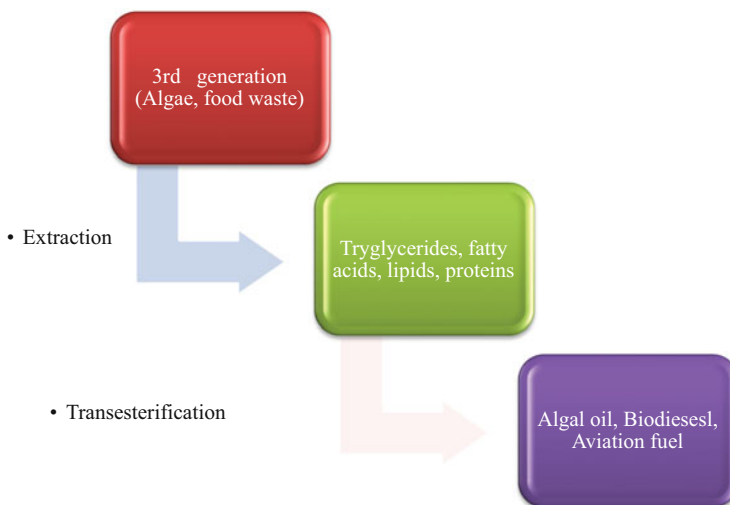 3rd generation
(Algae, food waste)
• Extraction
Tryglycerides, fatty
acids, lipids, proteins
• Transesterification
Algal oil, Biodiesesl,
Aviation fuel